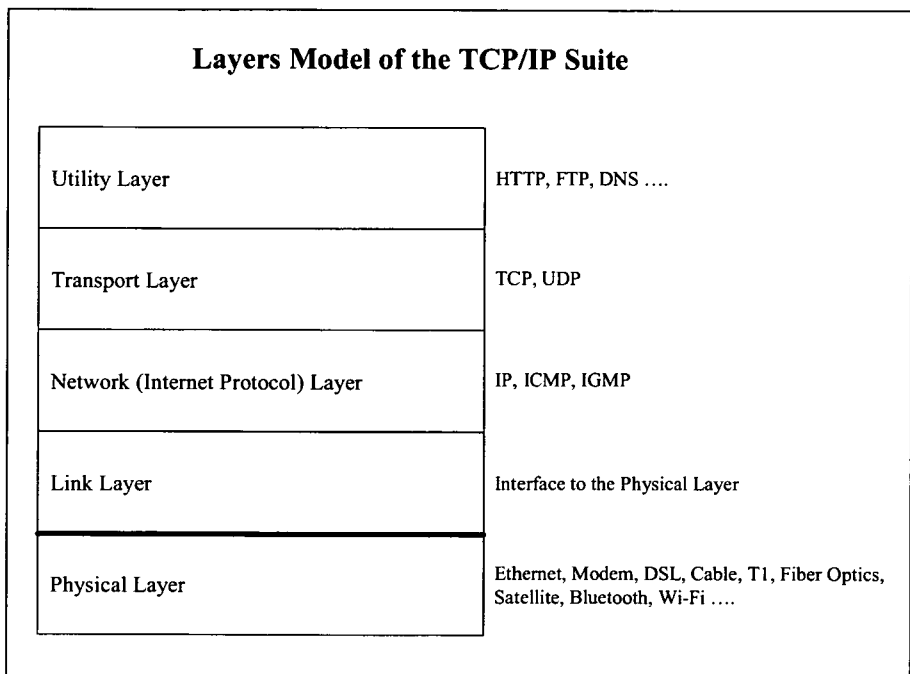 Layers Model of the TCP/IP Suite
Utility Layer
HTTP, FTP, DNS ....
Transport Layer
TCP, UDP
Network (Internet Protocol) Layer
IP, ICMP, IGMP
Link Layer
Interface to the Physical Layer
Physical Layer
Ethernet, Modem, DSL, Cable, T1, Fiber Optics,
Satellite, Bluetooth, Wi-Fi ....